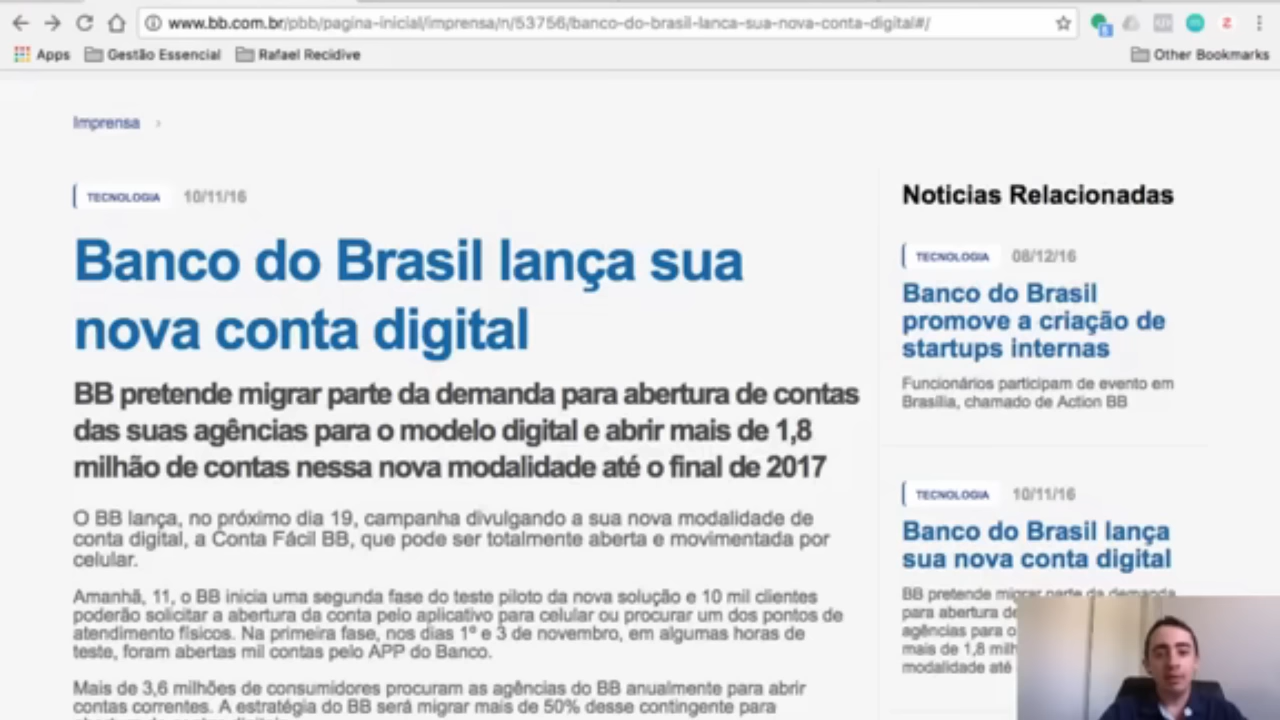 www.bb.com.br/pbb/pagina-inicial/imprensa/n/53756/banco-do-brasil-lanca-sua-nova-conta-digital#/
Apps Gestão Essencial Rafael Recidive Other Bookmarks
Imprensa ›
TECNOLOGIA 10/11/16
Banco do Brasil lança sua
nova conta digital
BB pretende migrar parte da demanda para abertura de contas
das suas agências para o modelo digital e abrir mais de 1,8
milhão de contas nessa nova modalidade até o final de 2017
O BB lança, no próximo dia 19, campanha divulgando a sua nova modalidade de
conta digital, a Conta Fácil BB, que pode ser totalmente aberta e movimentada por
celular.
Amanhã, 11, o BB inicia uma segunda fase do teste piloto da nova solução e 10 mil clientes
poderão solicitar a abertura da conta pelo aplicativo para celular ou procurar um dos pontos de
atendimento físicos. Na primeira fase, nos dias 1º e 3 de novembro, em algumas horas de
teste, foram abertas mil contas pelo APP do Banco.
Mais de 3,6 milhões de consumidores procuram as agências do BB anualmente para abrir
contas correntes. A estratégia do BB será migrar mais de 50% desse contingente para
Noticias Relacionadas
TECNOLOGIA 08/12/16
Banco do Brasil
promove a criação de
startups internas
Funcionários participam de evento em
Brasília, chamado de Action BB
TECNOLOGIA 10/11/16
Banco do Brasil lança
sua nova conta digital
BB pretende migrar parte da demanda
para abertura de
agências para o
mais de 1,8 milh
modalidade até